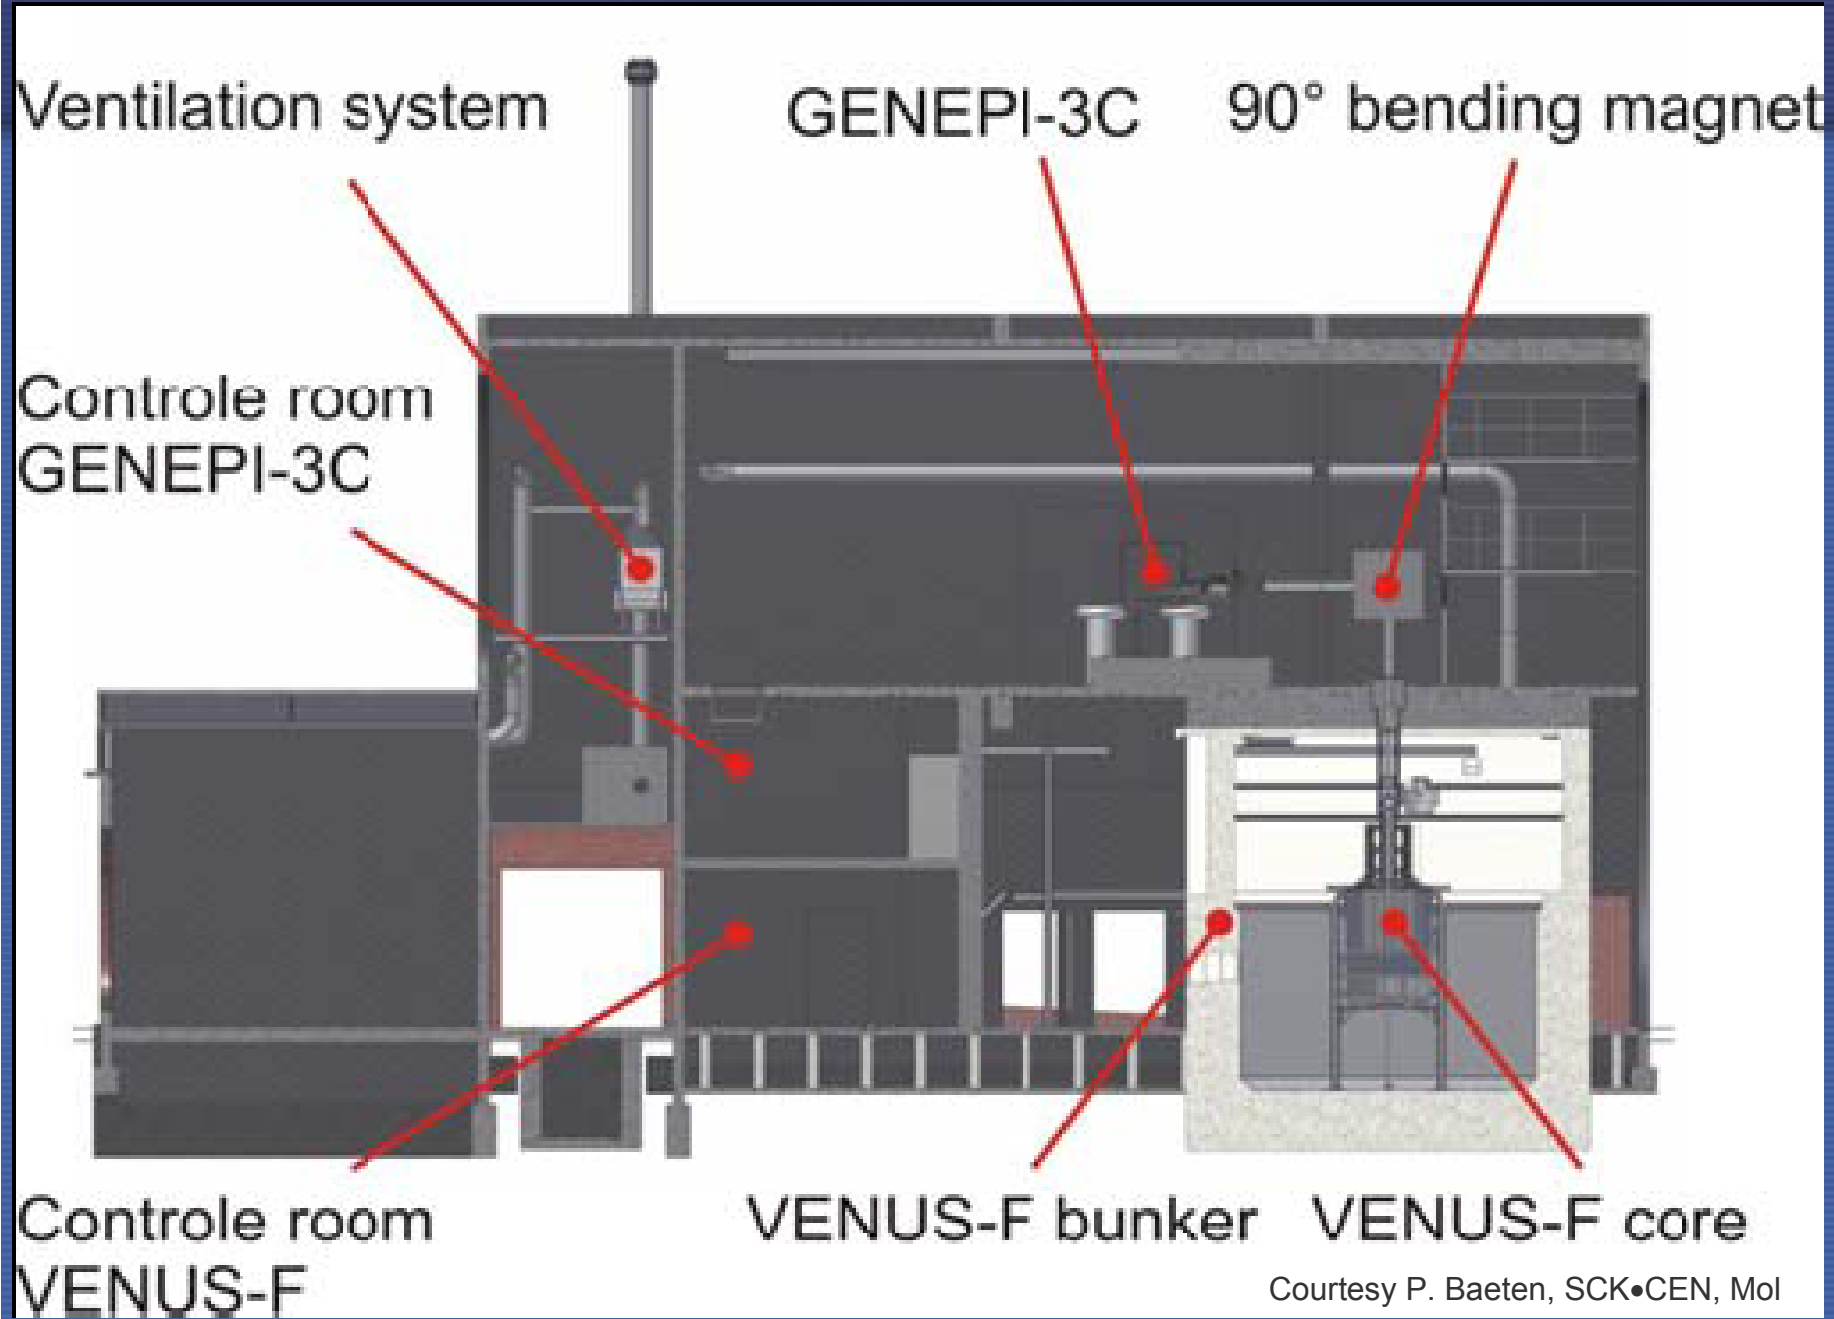 Ventilation system
GENEPI-3C
90° bending magnet
Controle room
GENEPI-3C
Controle room
VENUS-F
VENUS-F bunker
VENUS-F core
Courtesy P. Baeten, SCK•CEN, Mol